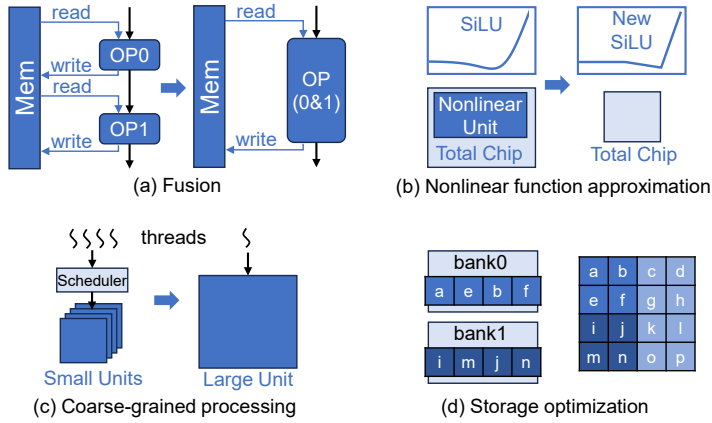 read
write
read
write
Mem
OP0
OP1
read
write
Mem
OP
(0&1)
(a) Fusion
SiLU
New
SiLU
Nonlinear
Unit
Total Chip
Total Chip
(b) Nonlinear function approximation
threads
Scheduler
Small Units
Large Unit
(c) Coarse-grained processing
bank0
a e b f
bank1
i m j n
a b c d
e f g h
i j k l
m n o p
(d) Storage optimization